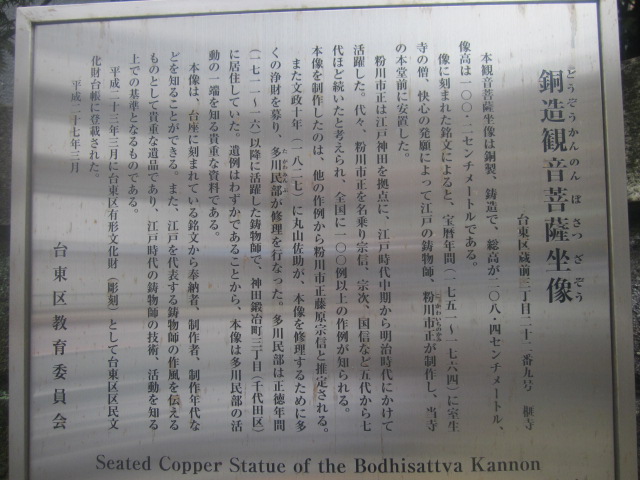 どうぞうかんのんぼさつざぞう
銅造観音菩薩坐像
台東区蔵前三丁目二十二番九号 榧寺
本観音菩薩坐像は銅製、鋳造で、総高が二〇八・四センチメートル、
像高は一〇〇・二センチメートルである。
像に刻まれた銘文によると、宝暦年間(一七五一〜一七六四)に室生
寺の僧、快心の発願によって江戸の鋳物師、粉川市正が制作し、当寺
の本堂前に安置した。
粉川市正は江戸神田を拠点に、江戸時代中期から明治時代にかけて
活躍した。代々、粉川市正を名乗り宗信、宗次、国信など五代から七
代ほど続いたと考えられ、全国に一〇〇例以上の作例が知られる。
本像を制作したのは、他の作例から粉川市正藤原宗信と推定される。
また文政十年(一八二七)に丸山佐助が、本像を修理するために多
くの浄財を募り、多川民部が修理を行なった。多川民部は正徳年間
(一七一一〜一六)以降に活躍した鋳物師で、神田鍛冶町三丁目(千代田区)
に居住していた。遺例はわずかであることから、本像は多川民部の活
動の一端を知る貴重な資料である。
本像は、台座に刻まれている銘文から奉納者、制作者、制作年代な
どを知ることができる。また、江戸を代表する鋳物師の作風を伝える
ものとして貴重な遺品であり、江戸時代の鋳物師の技術、活動を知る
上での基準となるものである。
平成二十三年三月に台東区有形文化財(彫刻)として台東区区民文
化財台帳に登載された。
平成二十七年三月
台東区教育委員会
Seated Copper Statue of the Bodhisattva Kannon